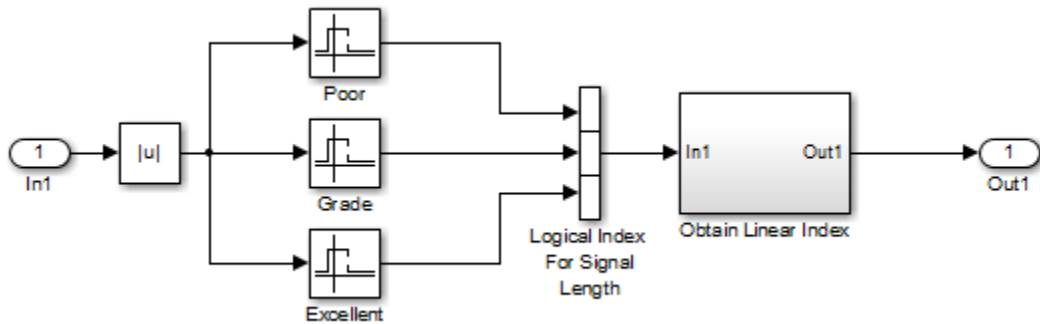 Poor
1
In1
|u|
Grade
Excellent
Logical Index
For Signal
Length
In1
Out1
Obtain Linear Index
1
Out1